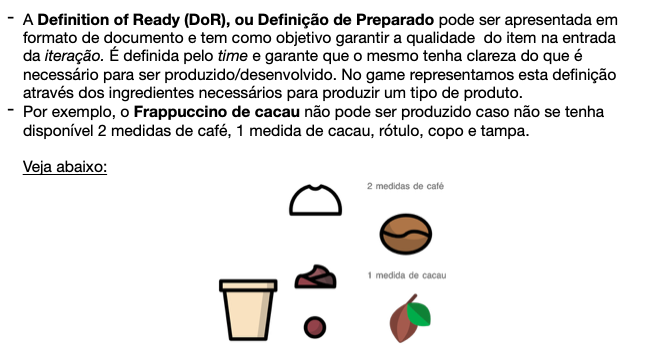 - A Definition of Ready (DoR), ou Definição de Preparado pode ser apresentada em
formato de documento e tem como objetivo garantir a qualidade do item na entrada
da iteração. É definida pelo time e garante que o mesmo tenha clareza do que é
necessário para ser produzido/desenvolvido. No game representamos esta definição
através dos ingredientes necessários para produzir um tipo de produto.
- Por exemplo, o Frappuccino de cacau não pode ser produzido caso não se tenha
disponível 2 medidas de café, 1 medida de cacau, rótulo, copo e tampa.
Veja abaixo:
2 medidas de café
1 medida de cacau